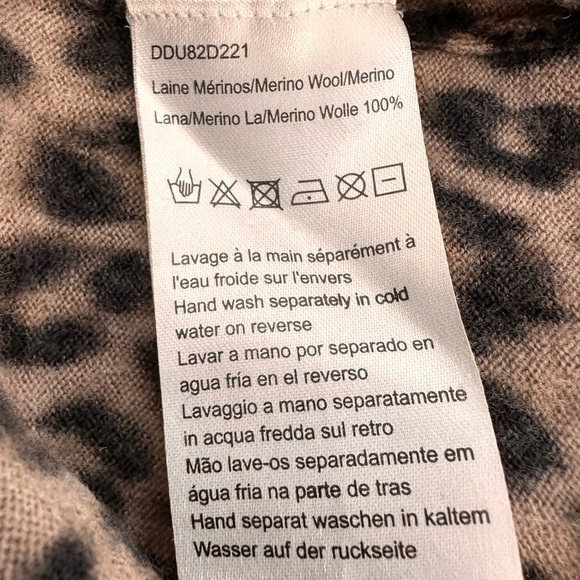 DDU82D221
Laine Mérinos/Merino Wool/Merino
Lana/Merino La/Merino Wolle 100%
Lavage à la main séparément à
l'eau froide sur l'envers
Hand wash separately in cold
water on reverse
Lavar a mano por separado en
agua fria en el reverso
Lavaggio a mano separatamente
in acqua fredda sul retro
Mão lave-os separadamente em
água fria na parte de tras
Hand separat waschen in kaltem
Wasser auf der ruckseite